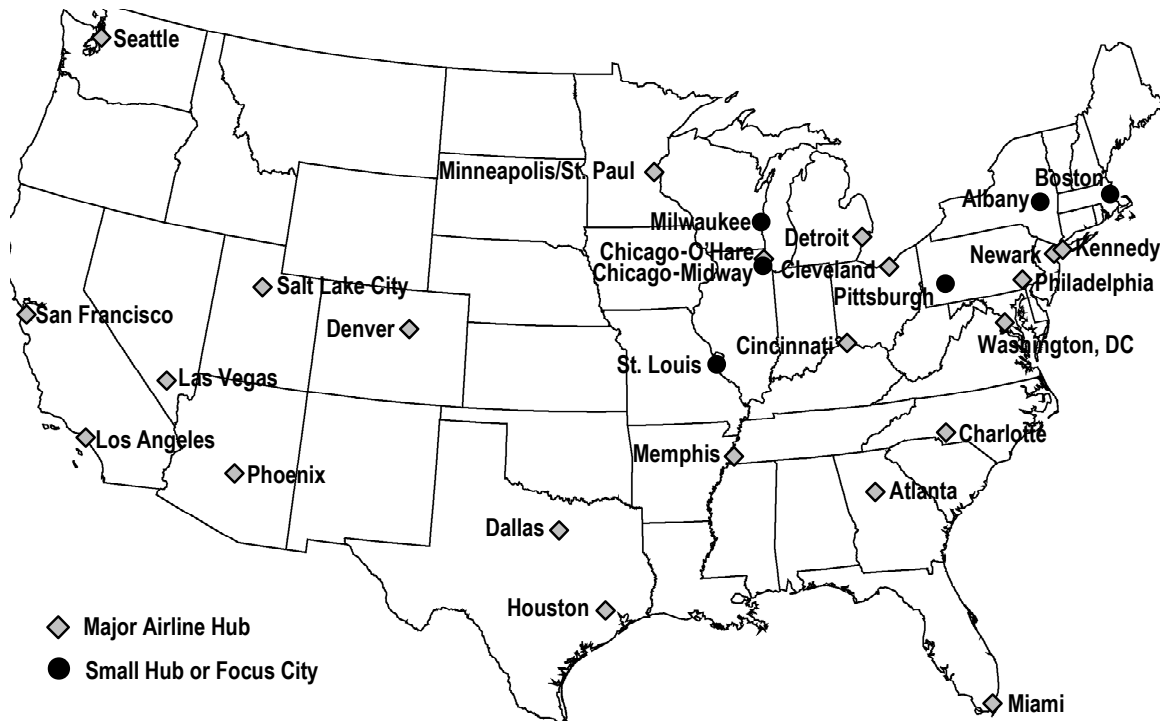 Seattle
Minneapolis/St. Paul
Boston
Albany
Milwaukee
Detroit
Chicago-O'Hare
Newark
Kennedy
Chicago-Midway
Cleveland
Salt Lake City
Pittsburgh
Philadelphia
San Francisco
Denver
Cincinnati
Washington, DC
St. Louis
Las Vegas
Los Angeles
Charlotte
Memphis
Phoenix
Atlanta
Dallas
Houston
Major Airline Hub
Small Hub or Focus City
Miami